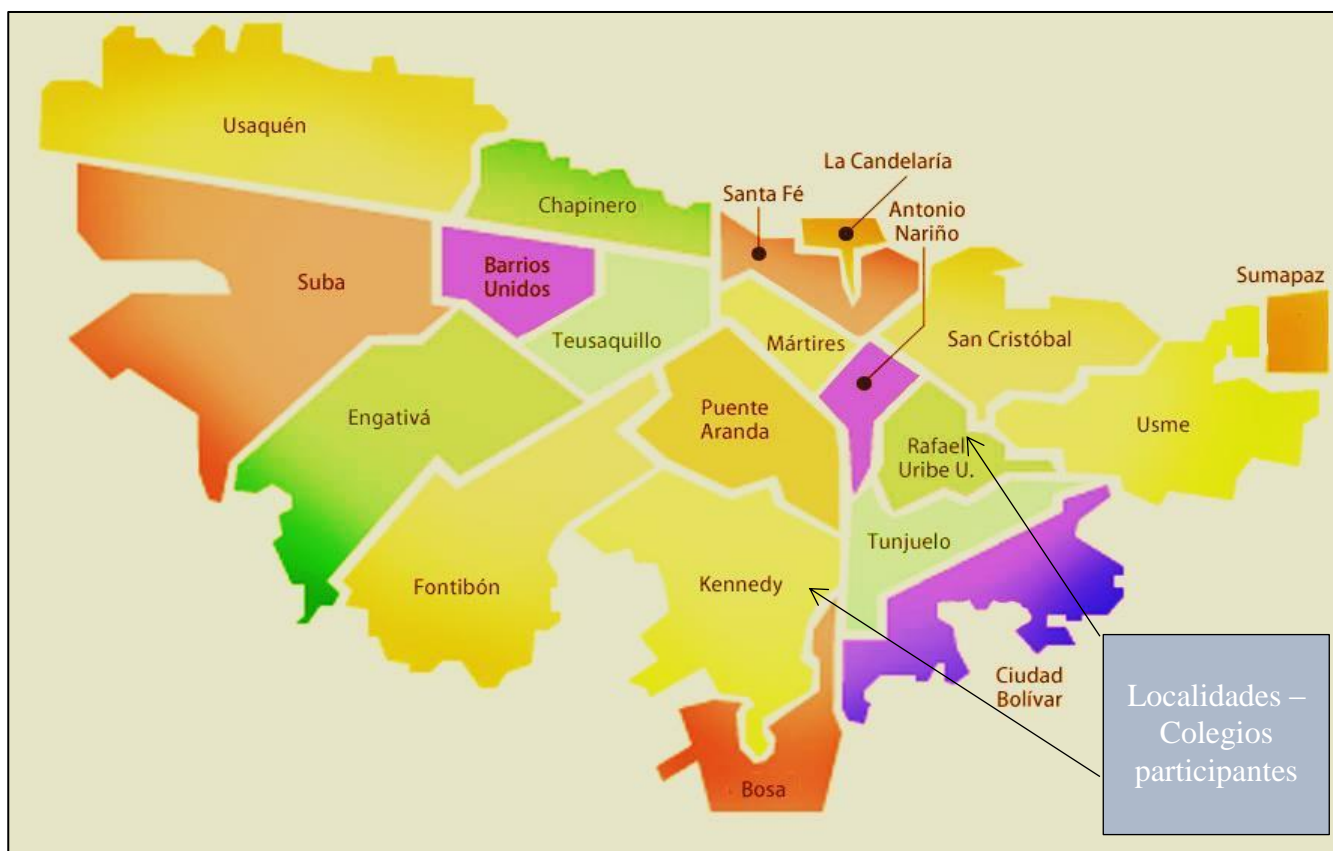 Usaquén
La Candelaría
Santa Fé
Chapinero
Antonio
Nariño
Barrios
Unidos
Suba
Sumapaz
Teusaquillo
Mártires
San Cristóbal
Engativá
Puente
Aranda
Usme
Rafael
Uribe U.
Tunjuelo
Fontibón
Kennedy
Ciudad
Bolívar
Bosa
Localidades –
Colegios
participantes